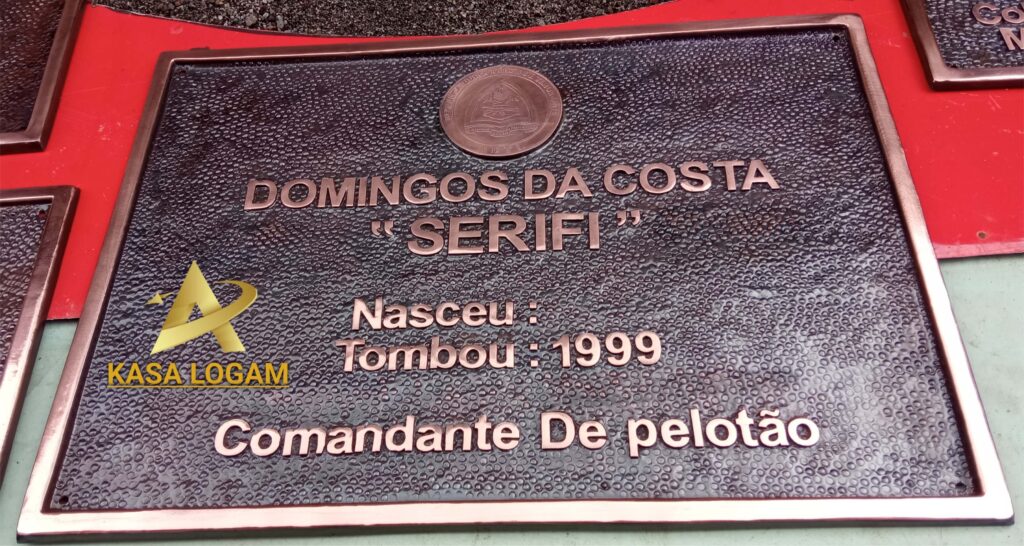 DOMINGOS DA COSTA
“ SERIFI ”
Nasceu :
Tombou : 1999
Comandante De pelotão
KASA LOGAM